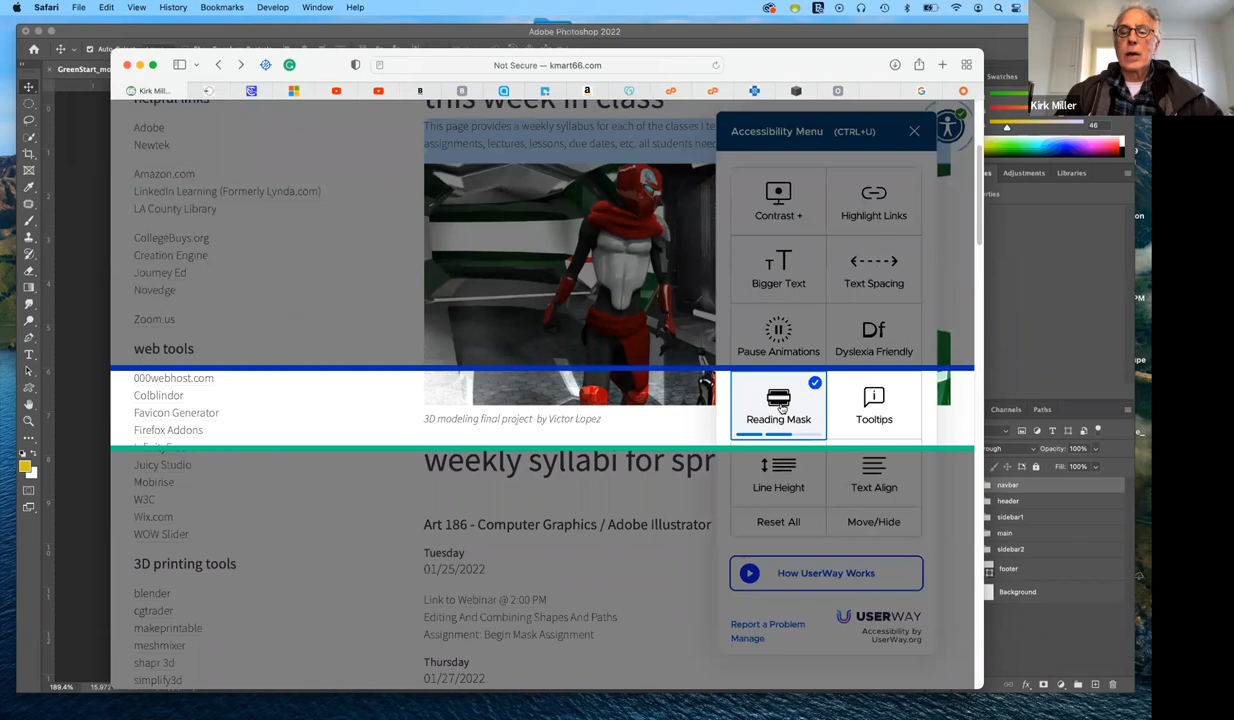 Safari File Edit View History Bookmarks Develop Window Help
Adobe Photoshop 2022
Not Secure — kmart66.com
Kirk Mil...
Kirk Miller
Swatches
46
Adjustments Libraries
Channels Paths
Opacity: 100%
Fill: 100%
navbar
header
sidebar1
main
sidebar2
footer
Background
helpful links
Adobe
Newtek
Amazon.com
LinkedIn Learning (Formerly Lynda.com)
LA County Library
CollegeBuys.org
Creation Engine
Journey Ed
Novedge
Zoom.us
web tools
000webhost.com
Colblindor
Favicon Generator
Firefox Addons
Juicy Studio
Mobirise
W3C
Wix.com
WOW Slider
3D printing tools
blender
cgtrader
makeprintable
meshmixer
shapr 3d
simplify3d
this week in class
This page provides a weekly syllabus for each of the classes I
assignments, lectures, lessons, due dates, etc. all students
3D modeling final project by Victor Lopez
weekly syllabi for spr
Art 186 - Computer Graphics / Adobe Illustrator
Tuesday
01/25/2022
Link to Webinar @ 2:00 PM
Editing And Combining Shapes And Paths
Assignment: Begin Mask Assignment
Thursday
01/27/2022
Accessibility Menu (CTRL+U)
Contrast + Highlight Links
Bigger Text Text Spacing
Pause Animations Dyslexia Friendly
Df
Reading Mask Tooltips
Line Height Text Align
Reset All Move/Hide
How UserWay Works
Report a Problem
Manage
USERWAY
Accessibility by
UserWay.org
189.4%